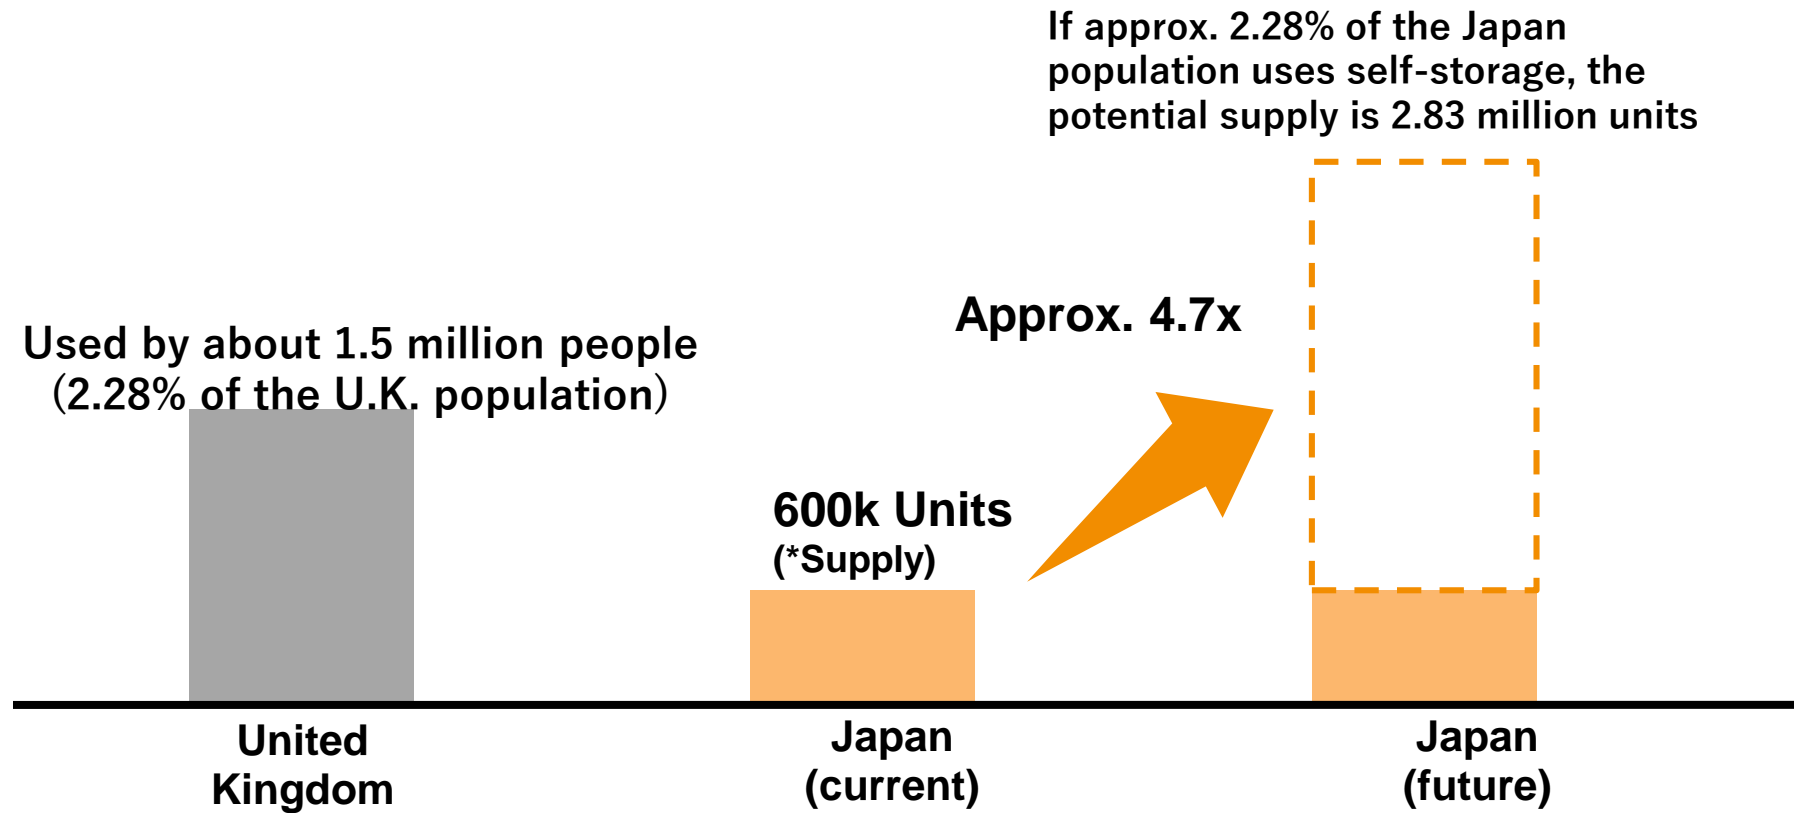 If approx. 2.28% of the Japan
population uses self-storage, the
potential supply is 2.83 million units
Approx. 4.7x
Used by about 1.5 million people
(2.28% of the U.K. population)
600k Units
(*Supply)
United
Kingdom
Japan
(current)
Japan
(future)